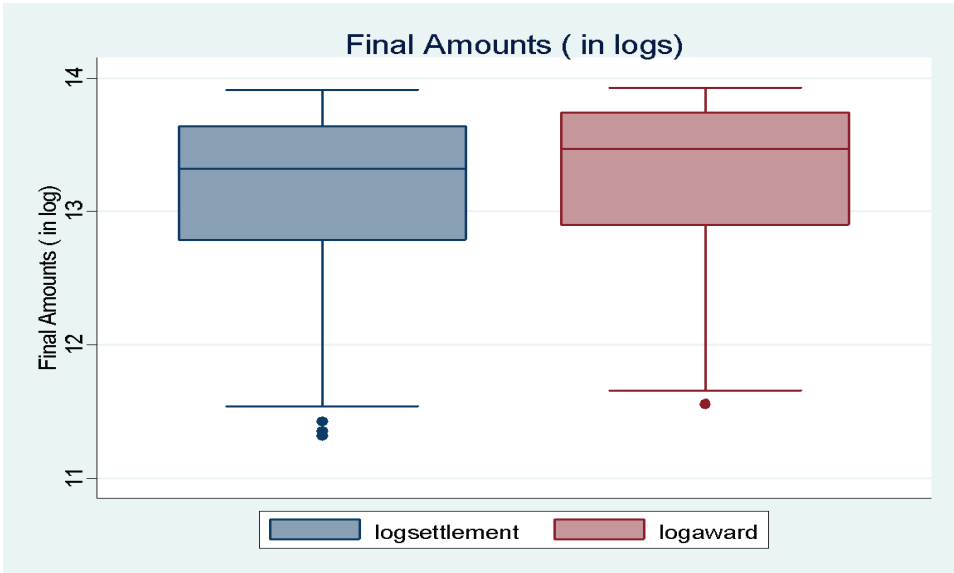 Final Amounts ( in logs)
Final Amounts ( in log)
14
13
12
11
logsettlement
logaward